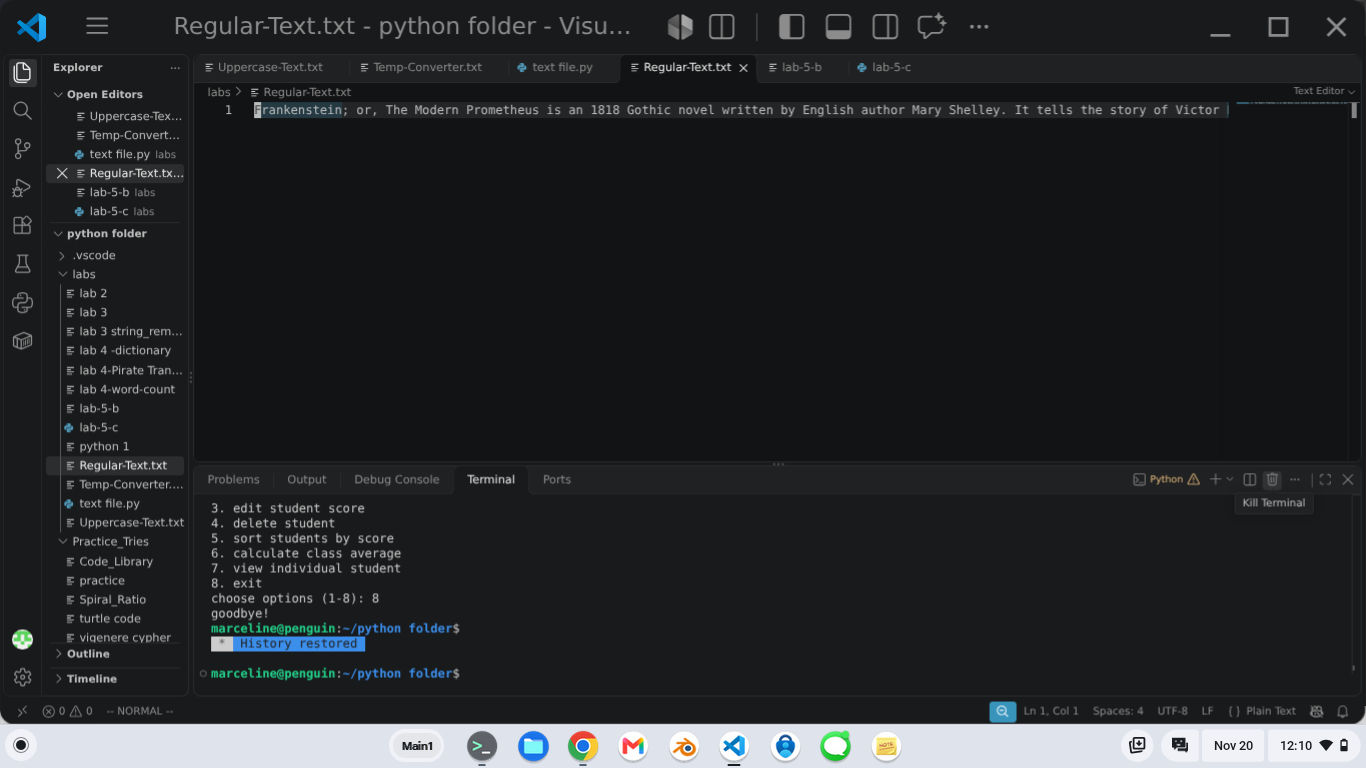 Regular-Text.txt - python folder - Visu...
Explorer
Open Editors
Uppercase-Tex...
Temp-Convert...
text file.py labs
Regular-Text.tx...
lab-5-b labs
lab-5-c labs
python folder
.vscode
labs
lab 2
lab 3
lab 3 string_rem...
lab 4 -dictionary
lab 4-Pirate Tran...
lab 4-word-count
lab-5-b
lab-5-c
python 1
Regular-Text.txt
Temp-Converter....
text file.py
Uppercase-Text.txt
Practice_Tries
Code_Library
practice
Spiral_Ratio
turtle code
vigenere cypher
Outline
Timeline
Uppercase-Text.txt Temp-Converter.txt text file.py Regular-Text.txt lab-5-b lab-5-c
labs > Regular-Text.txt
Text Editor
1 Frankenstein; or, The Modern Prometheus is an 1818 Gothic novel written by English author Mary Shelley. It tells the story of Victor
Problems Output Debug Console Terminal Ports
Python
Kill Terminal
3. edit student score
4. delete student
5. sort students by score
6. calculate class average
7. view individual student
8. exit
choose options (1-8): 8
goodbye!
marceline@penguin:~/python folder$
* History restored
marceline@penguin:~/python folder$
0 0 -- NORMAL --
Ln 1, Col 1 Spaces: 4 UTF-8 LF { } Plain Text
Main1
NOTE
Nov 20 12:10